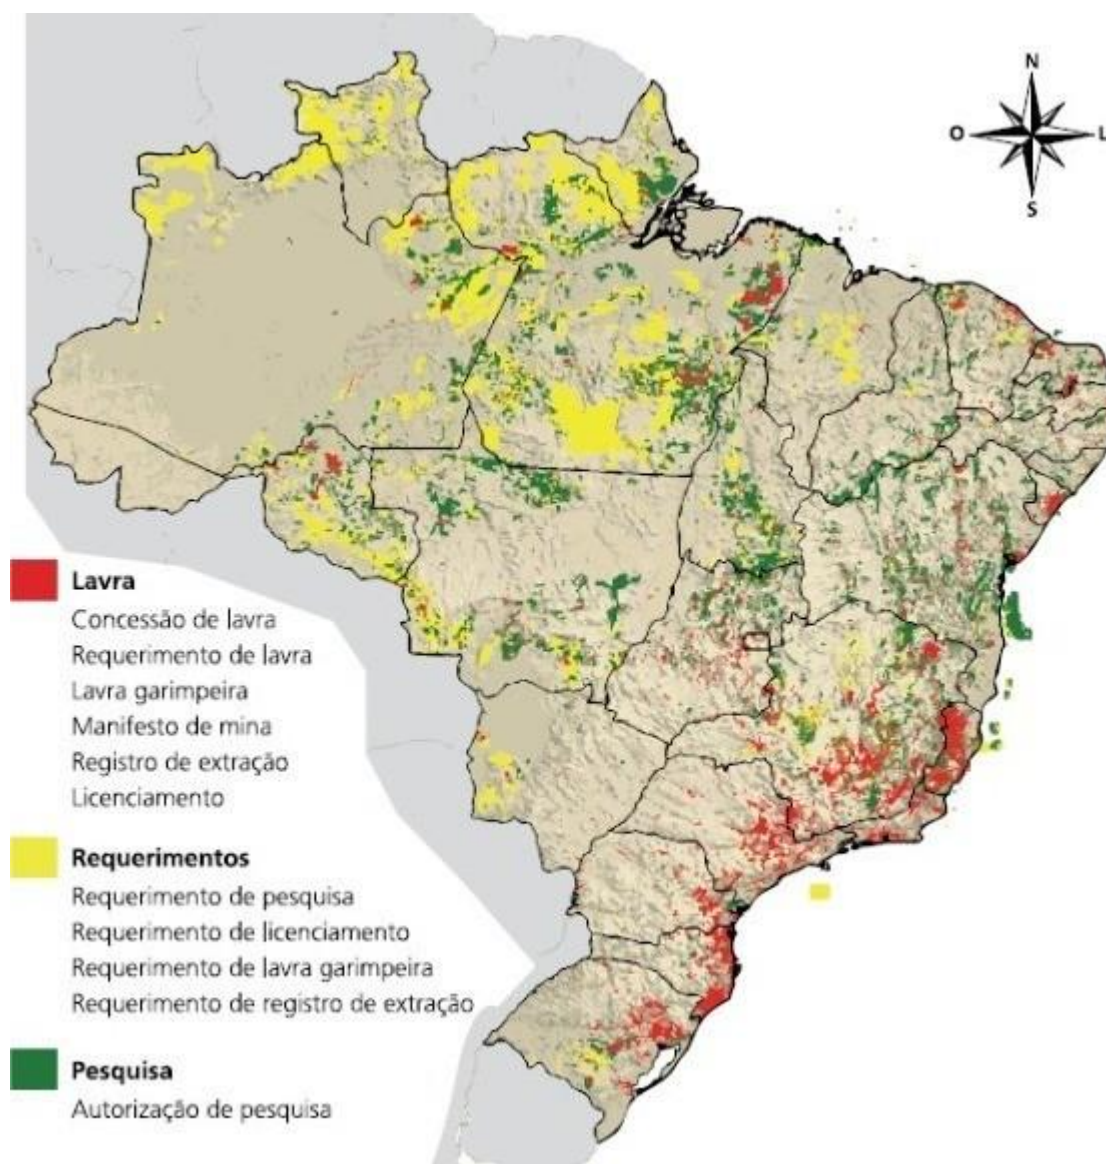 N
O L
S
Lavra
Concessão de lavra
Requerimento de lavra
Lavra garimpeira
Manifesto de mina
Registro de extração
Licenciamento
Requerimentos
Requerimento de pesquisa
Requerimento de licenciamento
Requerimento de lavra garimpeira
Requerimento de registro de extração
Pesquisa
Autorização de pesquisa